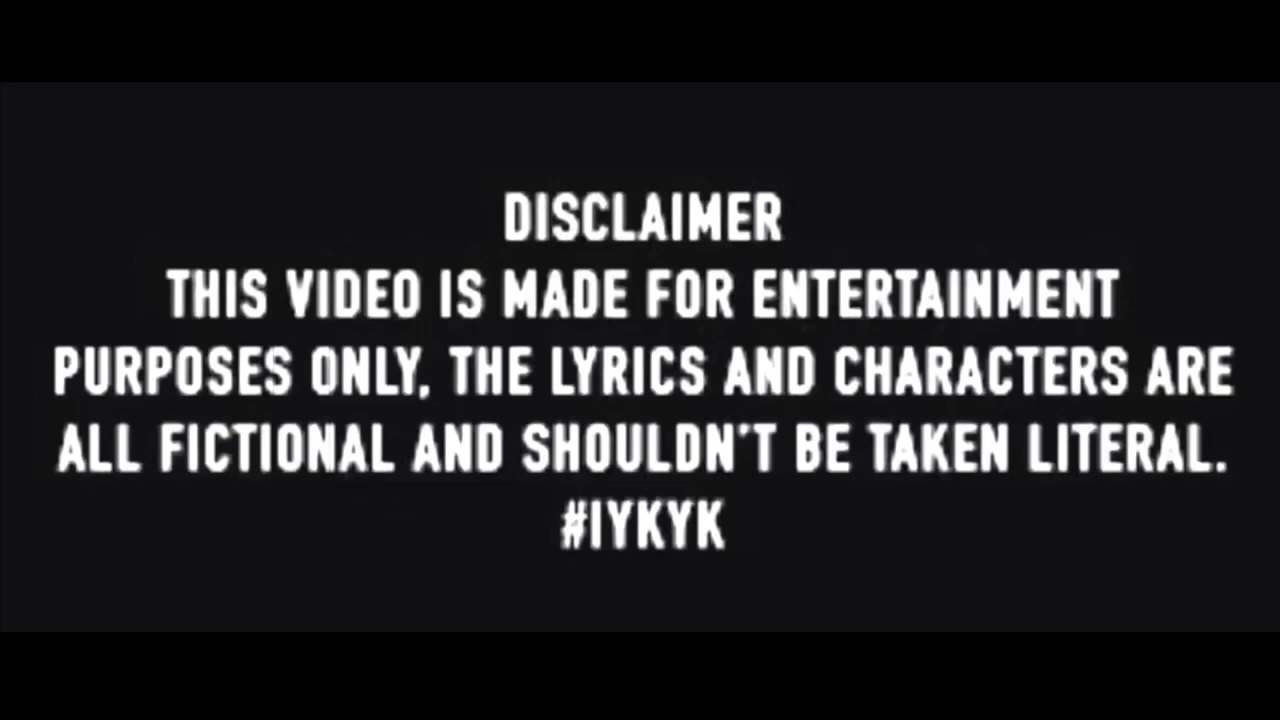 DISCLAIMER
THIS VIDEO IS MADE FOR ENTERTAINMENT
PURPOSES ONLY, THE LYRICS AND CHARACTERS ARE
ALL FICTIONAL AND SHOULDN'T BE TAKEN LITERAL.
#IYKYK